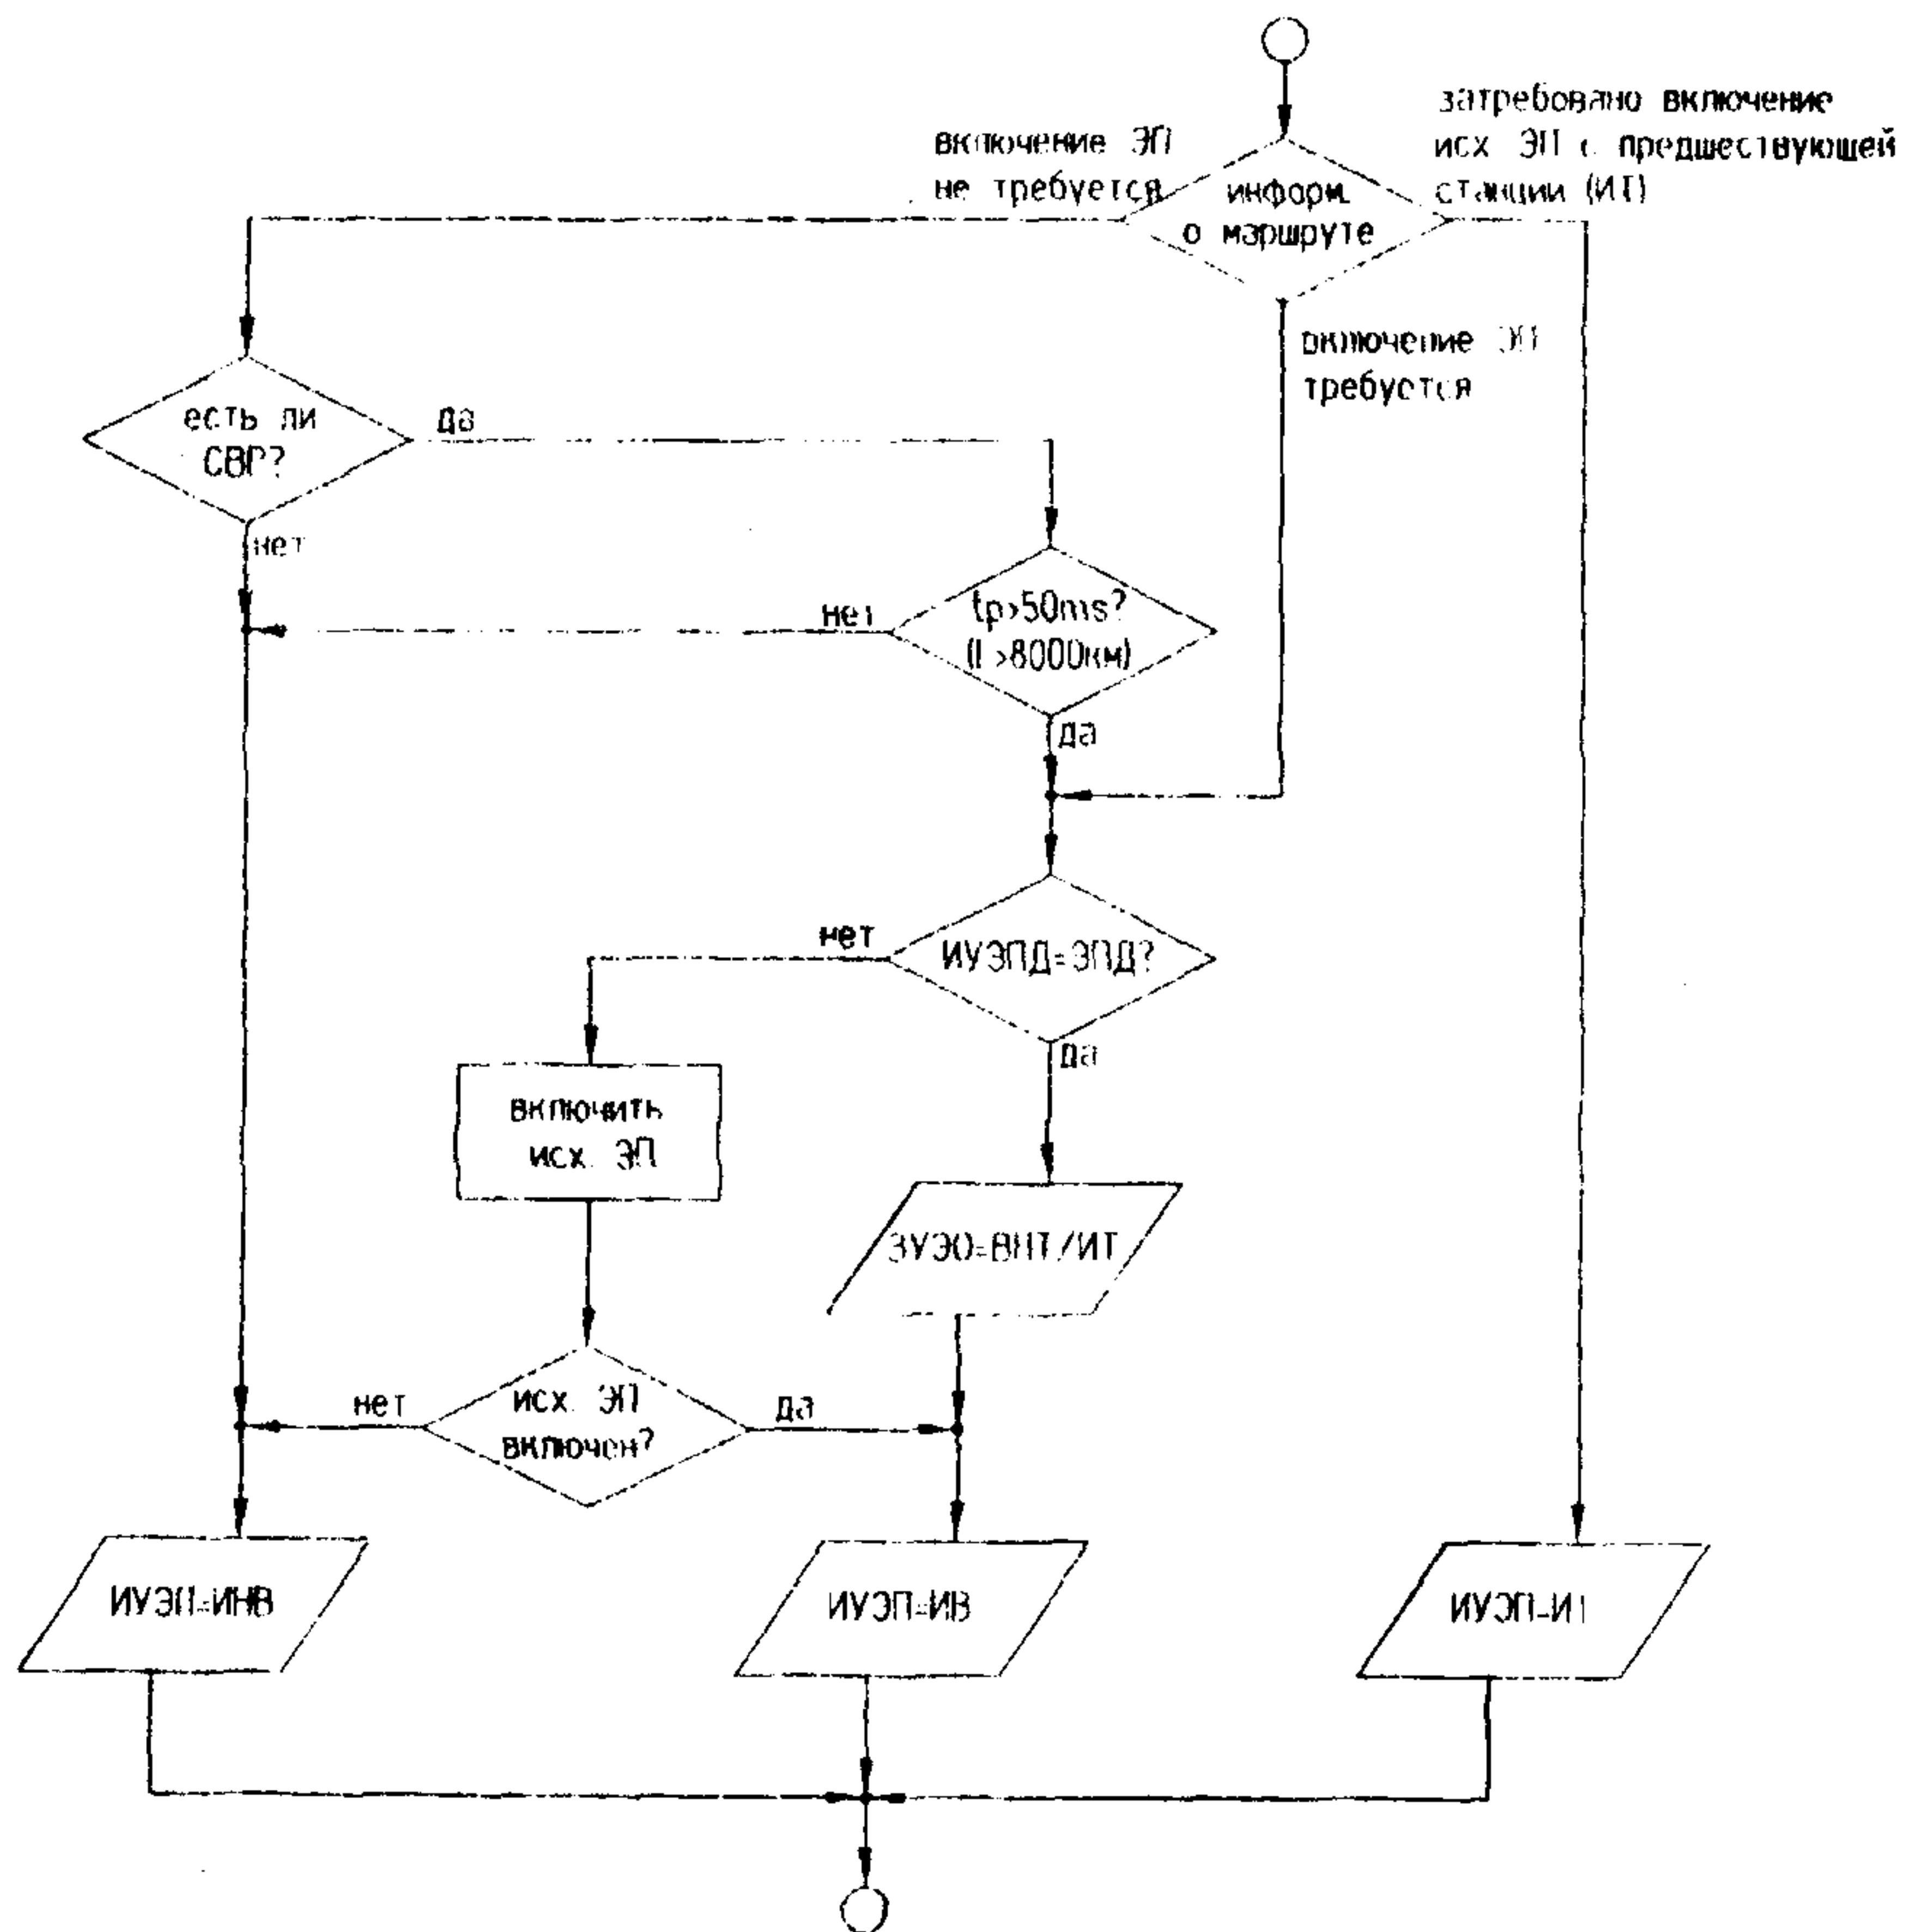 затребовано включение
исх. ЭП с предшествующей
станции (ИТ)
включение ЭП
не требуется
информ.
о маршруте
включение ЭП
требуется
есть ли
СВР?
да
нет
нет
tp>50ms?
(l>8000км)
да
нет
ИУЭПД=ЭПД?
да
включить
исх. ЭП
ЗУЭО=ВНТ/ИТ
нет
исх. ЭП
включен?
да
ИУЭП=ИНВ
ИУЭП=ИВ
ИУЭП=ИТ